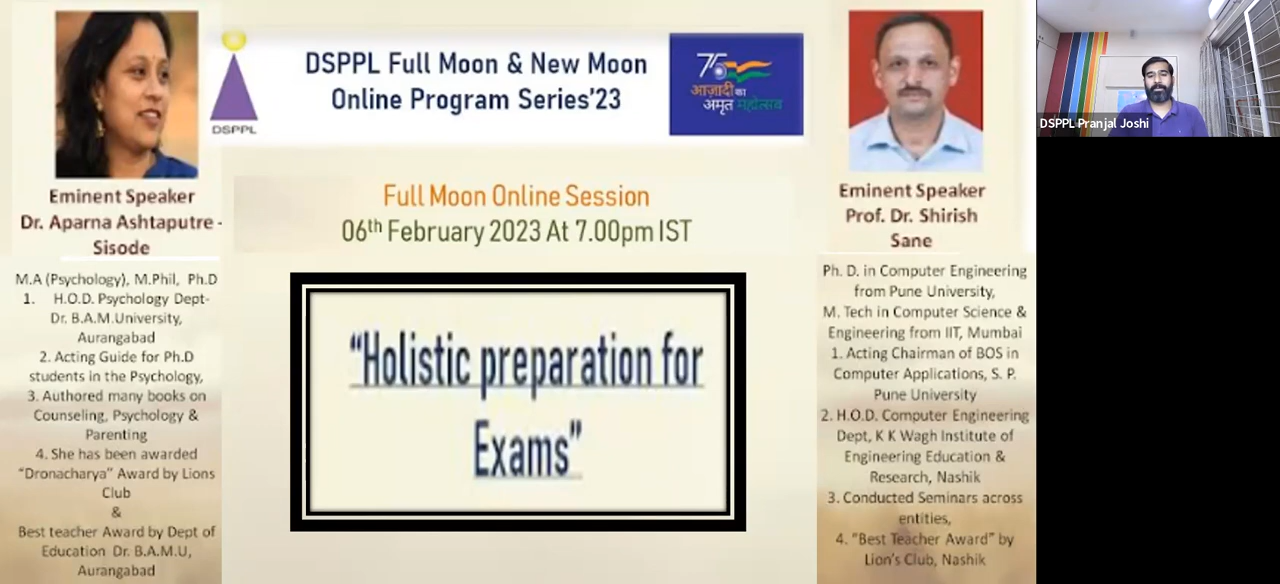 DSPPL
DSPPL Full Moon & New Moon
Online Program Series'23
75
आज़ादी का
अमृत महोत्सव
Full Moon Online Session
06th February 2023 At 7.00pm IST
"Holistic preparation for
Exams"
Eminent Speaker
Dr. Aparna Ashtaputre -
Sisode
M.A (Psychology), M.Phil, Ph.D
1. H.O.D. Psychology Dept-
Dr. B.A.M.University,
Aurangabad
2. Acting Guide for Ph.D
students in the Psychology,
3. Authored many books on
Counseling, Psychology &
Parenting
4. She has been awarded
"Dronacharya" Award by Lions
Club
&
Best teacher Award by Dept of
Education Dr. B.A.M.U,
Aurangabad
Eminent Speaker
Prof. Dr. Shirish
Sane
Ph. D. in Computer Engineering
from Pune University,
M. Tech in Computer Science &
Engineering from IIT, Mumbai
1. Acting Chairman of BOS in
Computer Applications, S. P.
Pune University
2. H.O.D. Computer Engineering
Dept, K K Wagh Institute of
Engineering Education &
Research, Nashik
3. Conducted Seminars across
entities,
4. "Best Teacher Award" by
Lion's Club, Nashik
DSPPL Pranjal Joshi